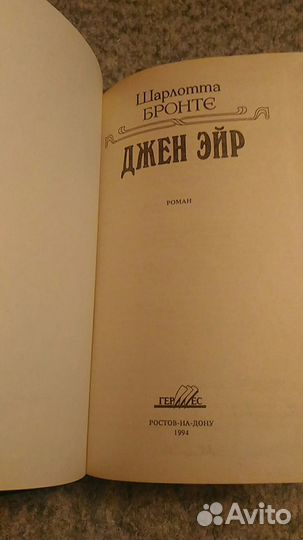 Шарлотта
БРОНТЕ
ДЖЕН ЭЙР
РОМАН
ГЕРМЕС
РОСТОВ-НА-ДОНУ
1994
Avito